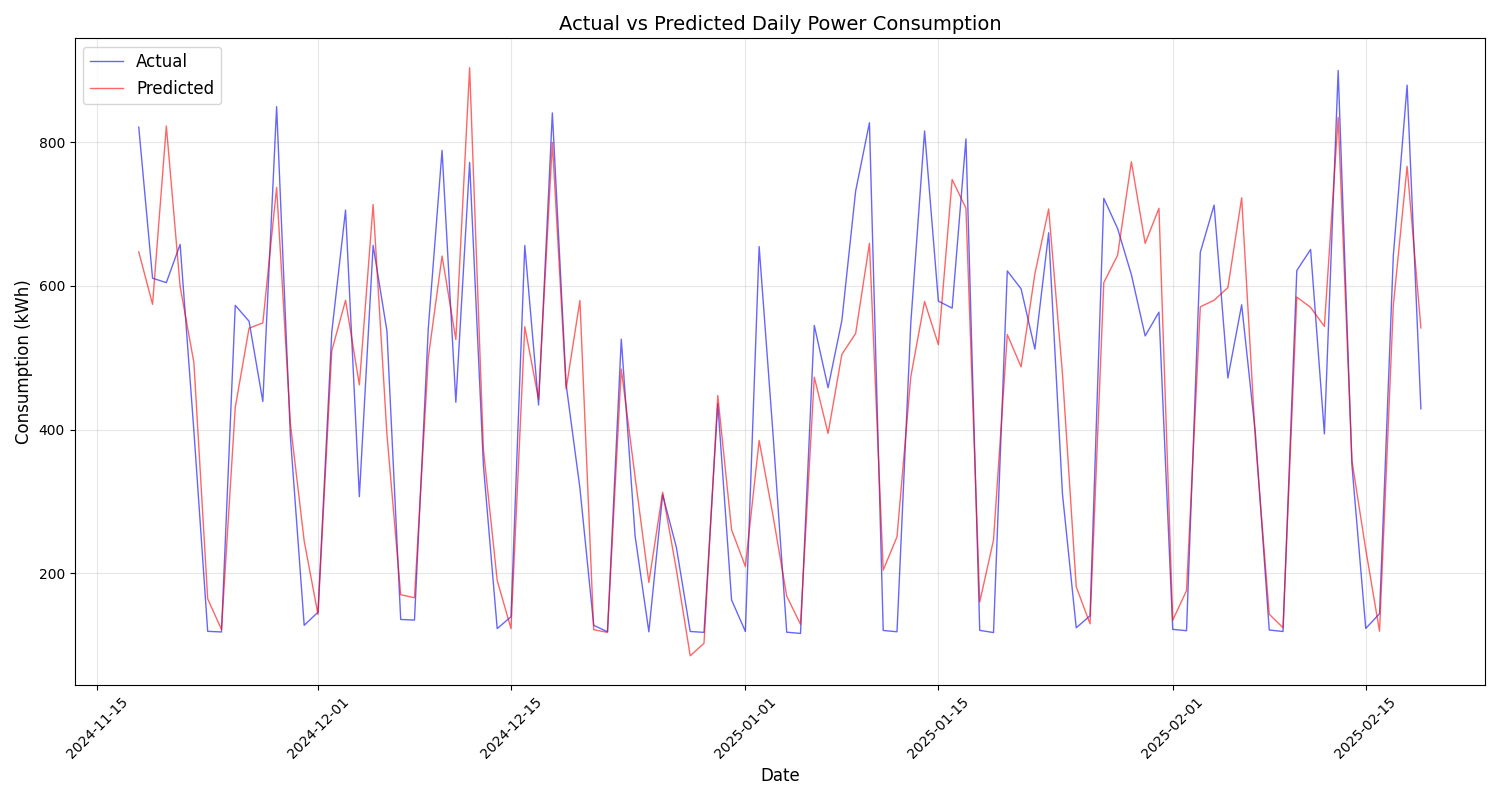 Actual vs Predicted Daily Power Consumption
Actual
Predicted
Consumption (kWh)
800
600
400
200
2024-11-15
2024-12-01
2024-12-15
2025-01-01
2025-01-15
2025-02-01
2025-02-15
Date